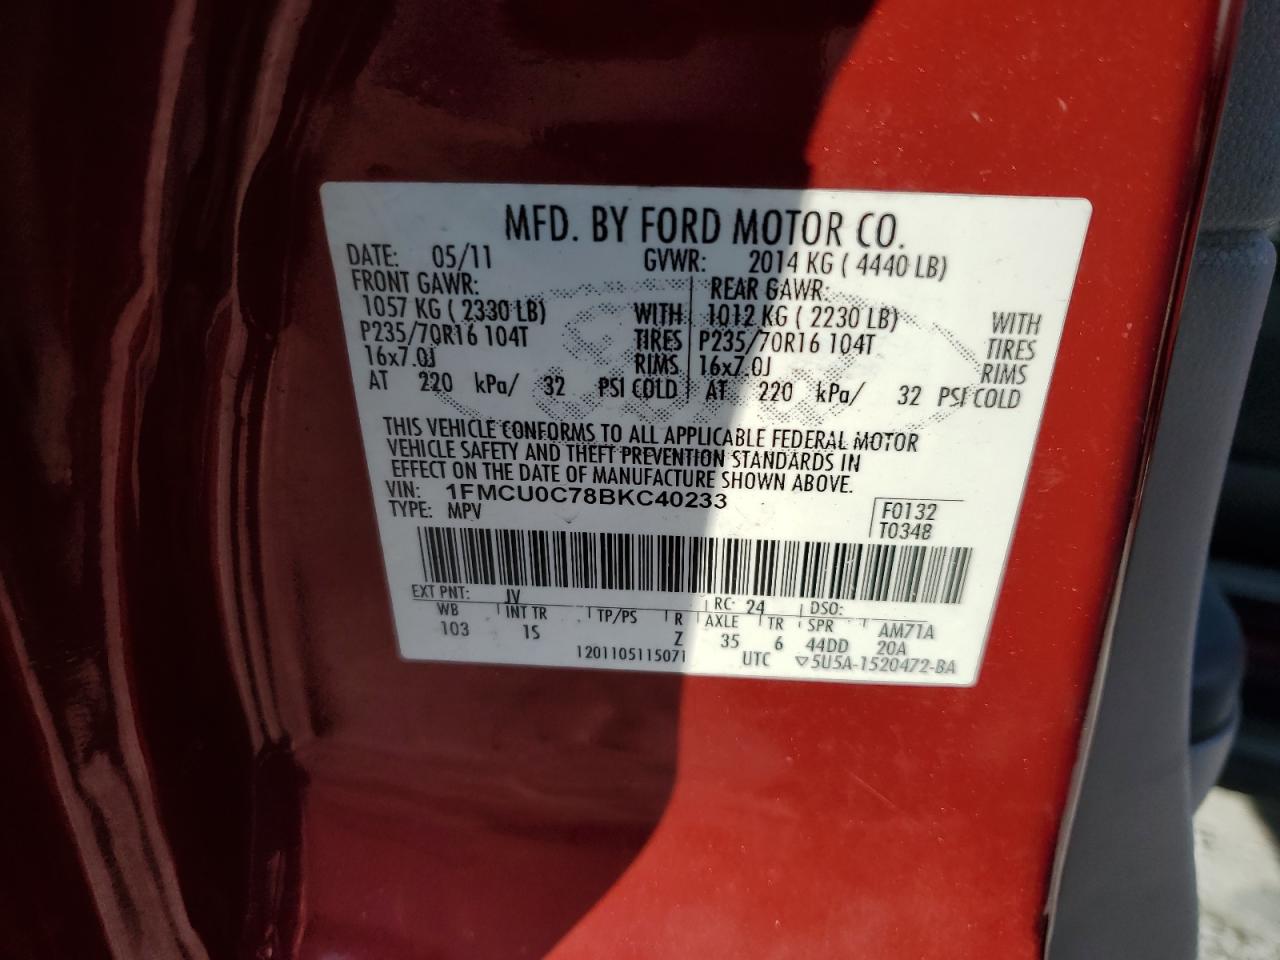 MFD. BY FORD MOTOR CO.
DATE: 05/11 GVWR: 2014 KG ( 4440 LB)
FRONT GAWR: REAR GAWR:
1057 KG ( 2330 LB) WITH 1012 KG ( 2230 LB) WITH
P235/70R16 104T TIRES P235/70R16 104T TIRES
16x7.0J RIMS 16x7.0J RIMS
AT 220 kPa/ 32 PSI COLD AT 220 kPa/ 32 PSI COLD
THIS VEHICLE CONFORMS TO ALL APPLICABLE FEDERAL MOTOR
VEHICLE SAFETY AND THEFT PREVENTION STANDARDS IN
EFFECT ON THE DATE OF MANUFACTURE SHOWN ABOVE.
VIN: 1FMCU0C78BKC40233 F0132
TYPE: MPV T0348
EXT PNT: JV RC: 24 DSO:
WB INT TR TP/PS R AXLE TR SPR AM71A
103 1S Z 35 6 44DD 20A
1201105115071 UTC ▽5U5A-1520472-BA